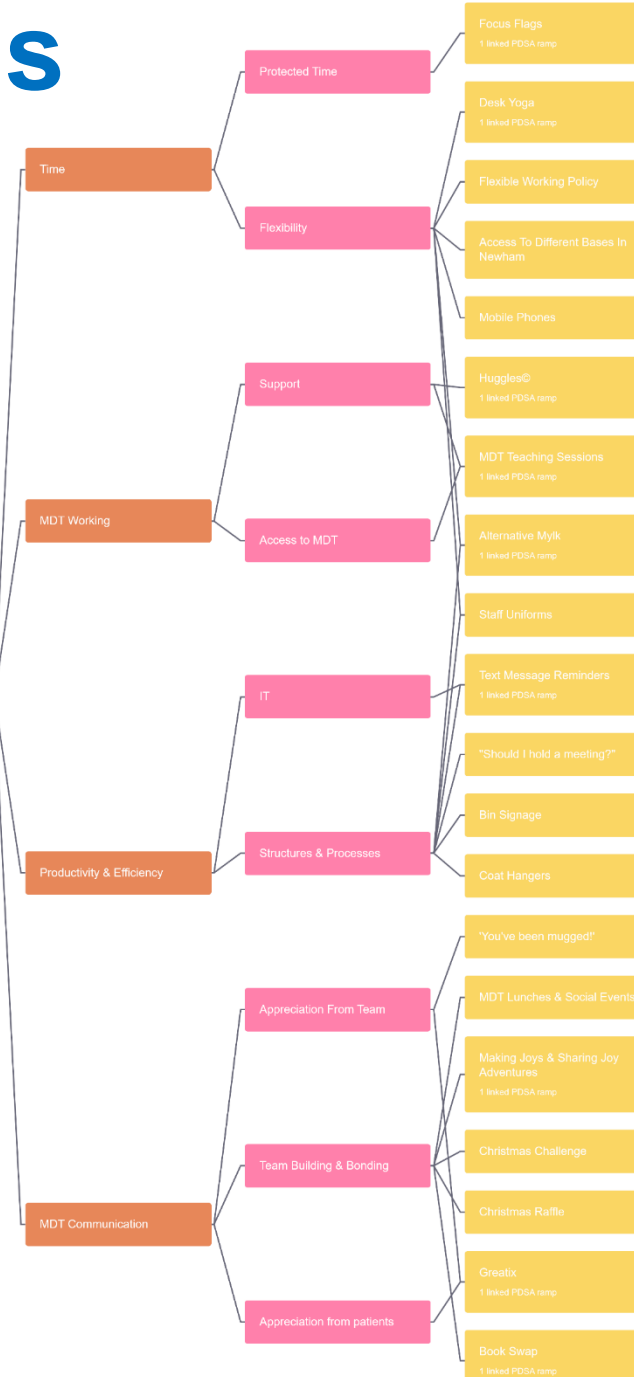 s
Time
MDT Working
Productivity & Efficiency
MDT Communication
Protected Time
Flexibility
Support
Access to MDT
IT
Structures & Processes
Appreciation From Team
Team Building & Bonding
Appreciation from patients
Focus Flags
1 linked PDSA ramp
Desk Yoga
1 linked PDSA ramp
Flexible Working Policy
Access To Different Bases In
Newham
Mobile Phones
Huggles©
1 linked PDSA ramp
MDT Teaching Sessions
1 linked PDSA ramp
Alternative Mylk
1 linked PDSA ramp
Staff Uniforms
Text Message Reminders
1 linked PDSA ramp
"Should I hold a meeting?"
Bin Signage
Coat Hangers
'You've been mugged!'
MDT Lunches & Social Events
Making Joys & Sharing Joy
Adventures
1 linked PDSA ramp
Christmas Challenge
Christmas Raffle
Greatix
1 linked PDSA ramp
Book Swap
1 linked PDSA ramp